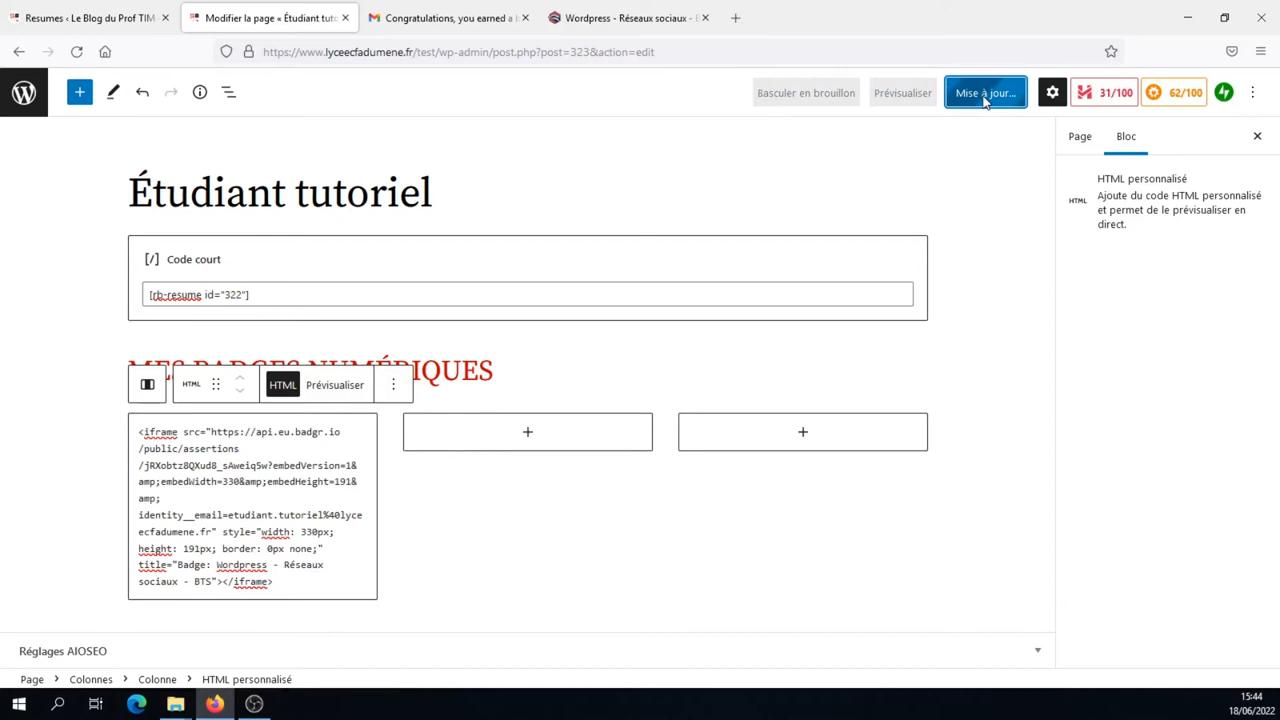 Resumes ‹ Le Blog du Prof TIM
Modifier la page « Étudiant tut
Congratulations, you earned a
Wordpress - Réseaux sociaux -
https://www.lyceecfadumene.fr/test/wp-admin/post.php?post=323&action=edit
Basculer en brouillon
Prévisualiser
Mise à jour...
31/100
62/100
Page
Bloc
HTML personnalisé
HTML
Ajoute du code HTML personnalisé
et permet de le prévisualiser en
direct.
Étudiant tutoriel
[/] Code court
[rb-resume id="322"]
MES BADGES NUMÉRIQUES
HTML
HTML
Prévisualiser
<iframe src="https://api.eu.badgr.io
/public/assertions
/jRXobtz8QXud8_sAweiq5w?embedVersion=1&
amp;embedWidth=330&amp;embedHeight=191&
amp;
identity__email=etudiant.tutoriel%40lyce
ecfadumene.fr" style="width: 330px;
height: 191px; border: 0px none;"
title="Badge: Wordpress - Réseaux
sociaux - BTS"></iframe>
Réglages AIOSEO
Page
Colonnes
Colonne
HTML personnalisé
15:44
18/06/2022